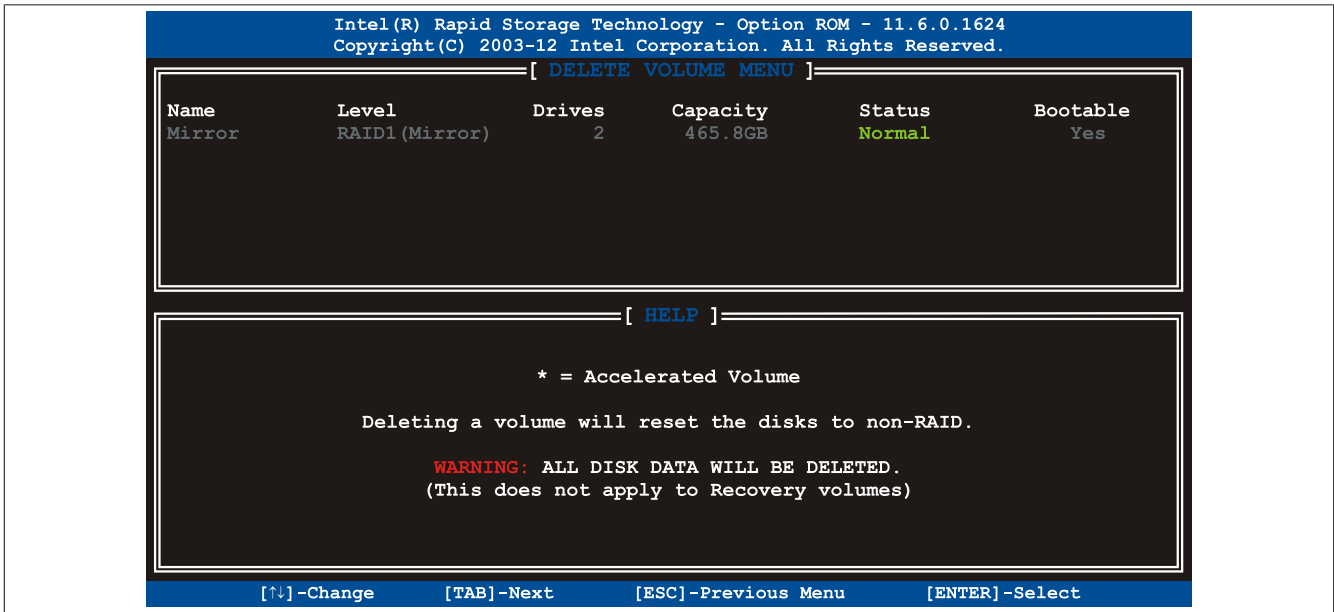 Intel(R) Rapid Storage Technology - Option ROM - 11.6.0.1624
Copyright(C) 2003-12 Intel Corporation. All Rights Reserved.
[ DELETE VOLUME MENU ]
Name Level Drives Capacity Status Bootable
Mirror RAID1(Mirror) 2 465.8GB Normal Yes
[ HELP ]
* = Accelerated Volume
Deleting a volume will reset the disks to non-RAID.
WARNING: ALL DISK DATA WILL BE DELETED.
(This does not apply to Recovery volumes)
[↑↓]-Change [TAB]-Next [ESC]-Previous Menu [ENTER]-Select